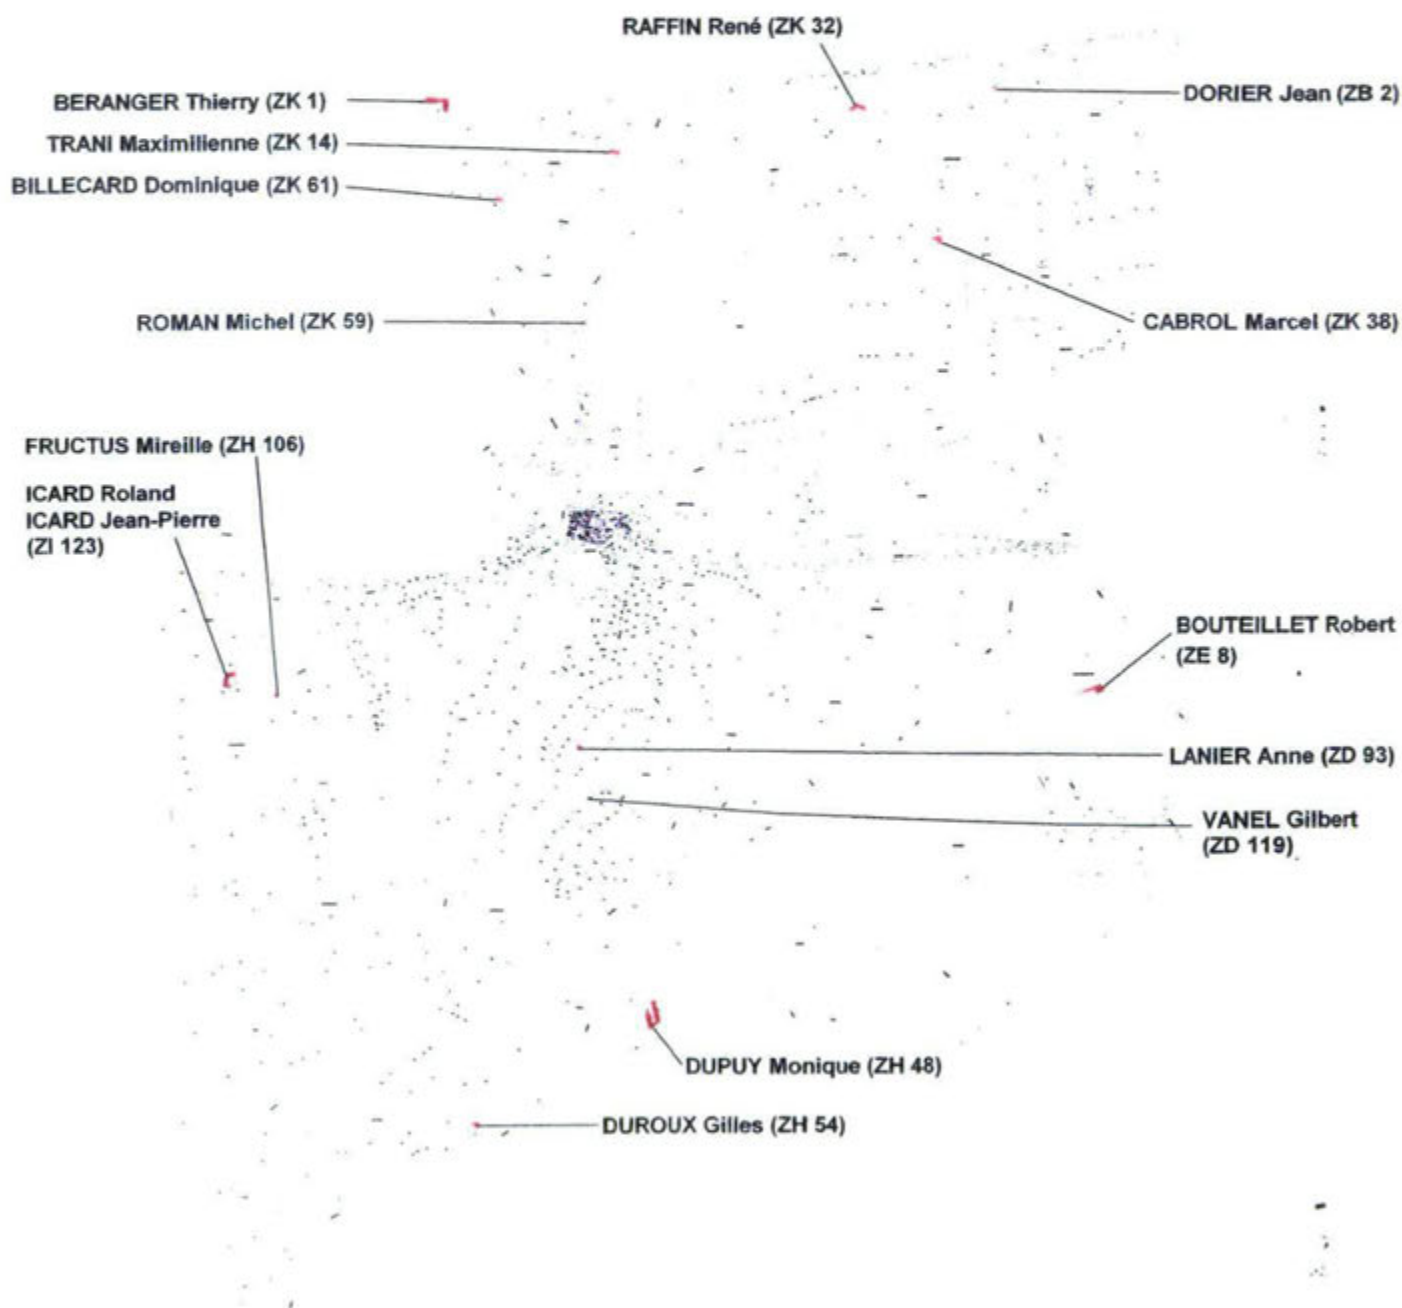 RAFFIN René (ZK 32)
BERANGER Thierry (ZK 1)
DORIER Jean (ZB 2)
TRANI Maximilienne (ZK 14)
BILLECARD Dominique (ZK 61)
ROMAN Michel (ZK 59)
CABROL Marcel (ZK 38)
FRUCTUS Mireille (ZH 106)
ICARD Roland
ICARD Jean-Pierre
(ZI 123)
BOUTEILLET Robert
(ZE 8)
LANIER Anne (ZD 93)
VANEL Gilbert
(ZD 119)
DUPUY Monique (ZH 48)
DUROUX Gilles (ZH 54)